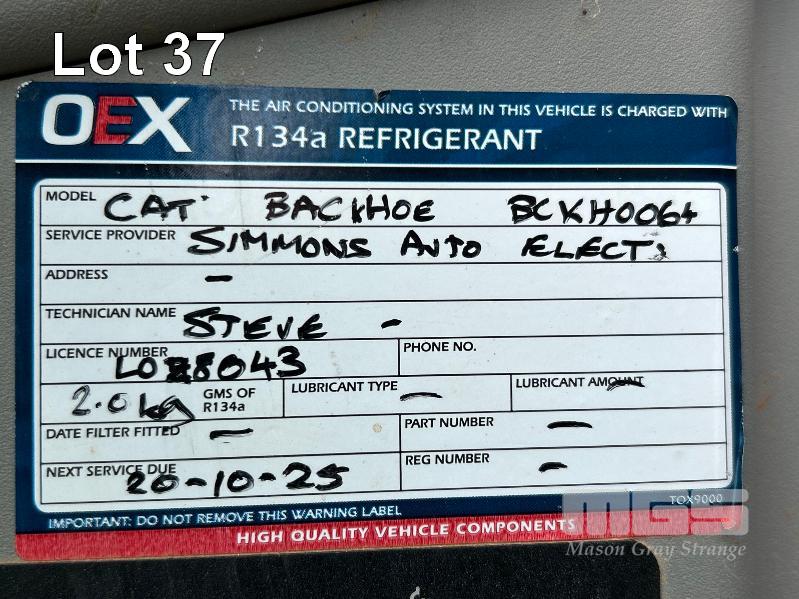 Lot 37
OEX THE AIR CONDITIONING SYSTEM IN THIS VEHICLE IS CHARGED WITH
R134a REFRIGERANT
MODEL CAT BACKHOE BCKH0064
SERVICE PROVIDER SIMMONS AUTO ELECT:
ADDRESS –
TECHNICIAN NAME STEVE –
LICENCE NUMBER L028043 PHONE NO.
2.0 kg GMS OF R134a LUBRICANT TYPE — LUBRICANT AMOUNT —
DATE FILTER FITTED — PART NUMBER —
NEXT SERVICE DUE 20-10-25 REG NUMBER –
TOX9000
IMPORTANT: DO NOT REMOVE THIS WARNING LABEL
HIGH QUALITY VEHICLE COMPONENTS
MGS
Mason Gray Strange